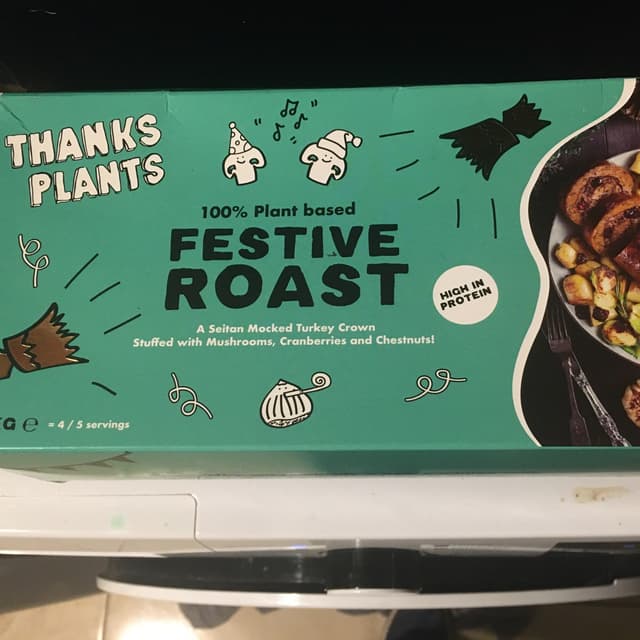 THANKS
PLANTS
100% Plant based
FESTIVE
ROAST
HIGH IN
PROTEIN
A Seitan Mocked Turkey Crown
Stuffed with Mushrooms, Cranberries and Chestnuts!
KG e = 4 / 5 servings